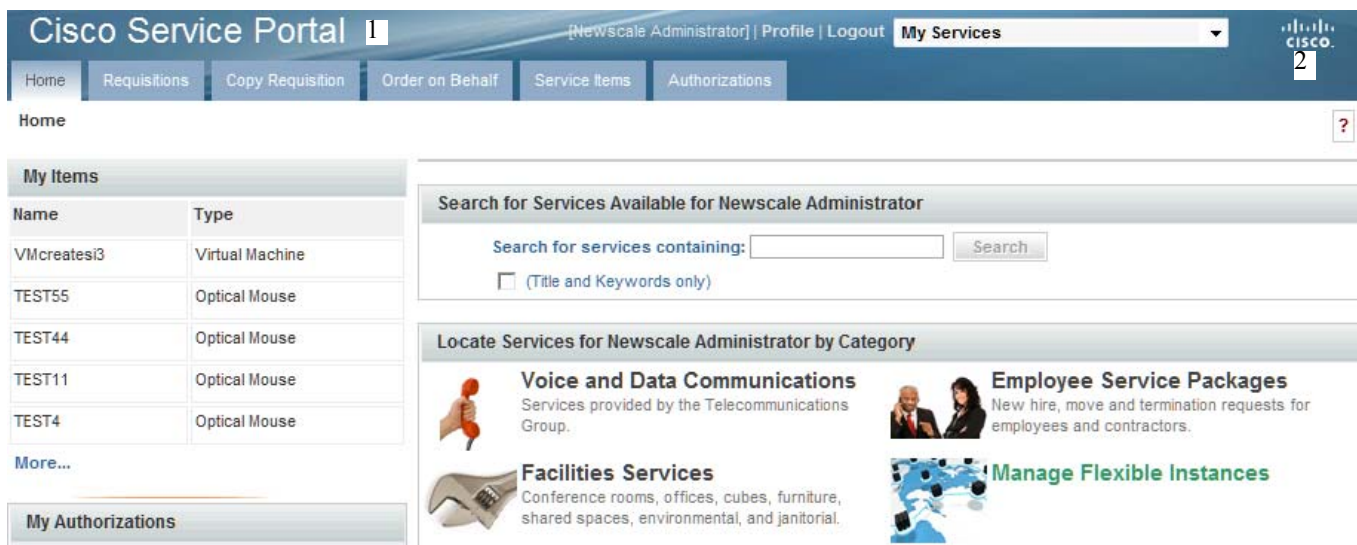 Cisco Service Portal 1
[Newscale Administrator] | Profile | Logout My Services
CISCO.
2
Home Requisitions Copy Requisition Order on Behalf Service Items Authorizations
Home
?
My Items
Name Type
VMcreatesi3 Virtual Machine
TEST55 Optical Mouse
TEST44 Optical Mouse
TEST11 Optical Mouse
TEST4 Optical Mouse
More...
My Authorizations
Search for Services Available for Newscale Administrator
Search for services containing: Search
(Title and Keywords only)
Locate Services for Newscale Administrator by Category
Voice and Data Communications
Services provided by the Telecommunications
Group.
Employee Service Packages
New hire, move and termination requests for
employees and contractors.
Facilities Services
Conference rooms, offices, cubes, furniture,
shared spaces, environmental, and janitorial.
Manage Flexible Instances